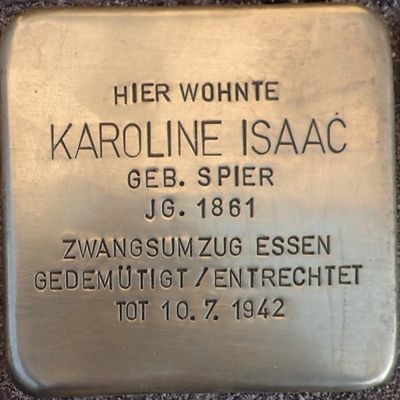 HIER WOHNTE
KAROLINE ISAAC
GEB. SPIER
JG. 1861
ZWANGSUMZUG ESSEN
GEDEMÜTIGT/ENTRECHTET
TOT 10.7.1942